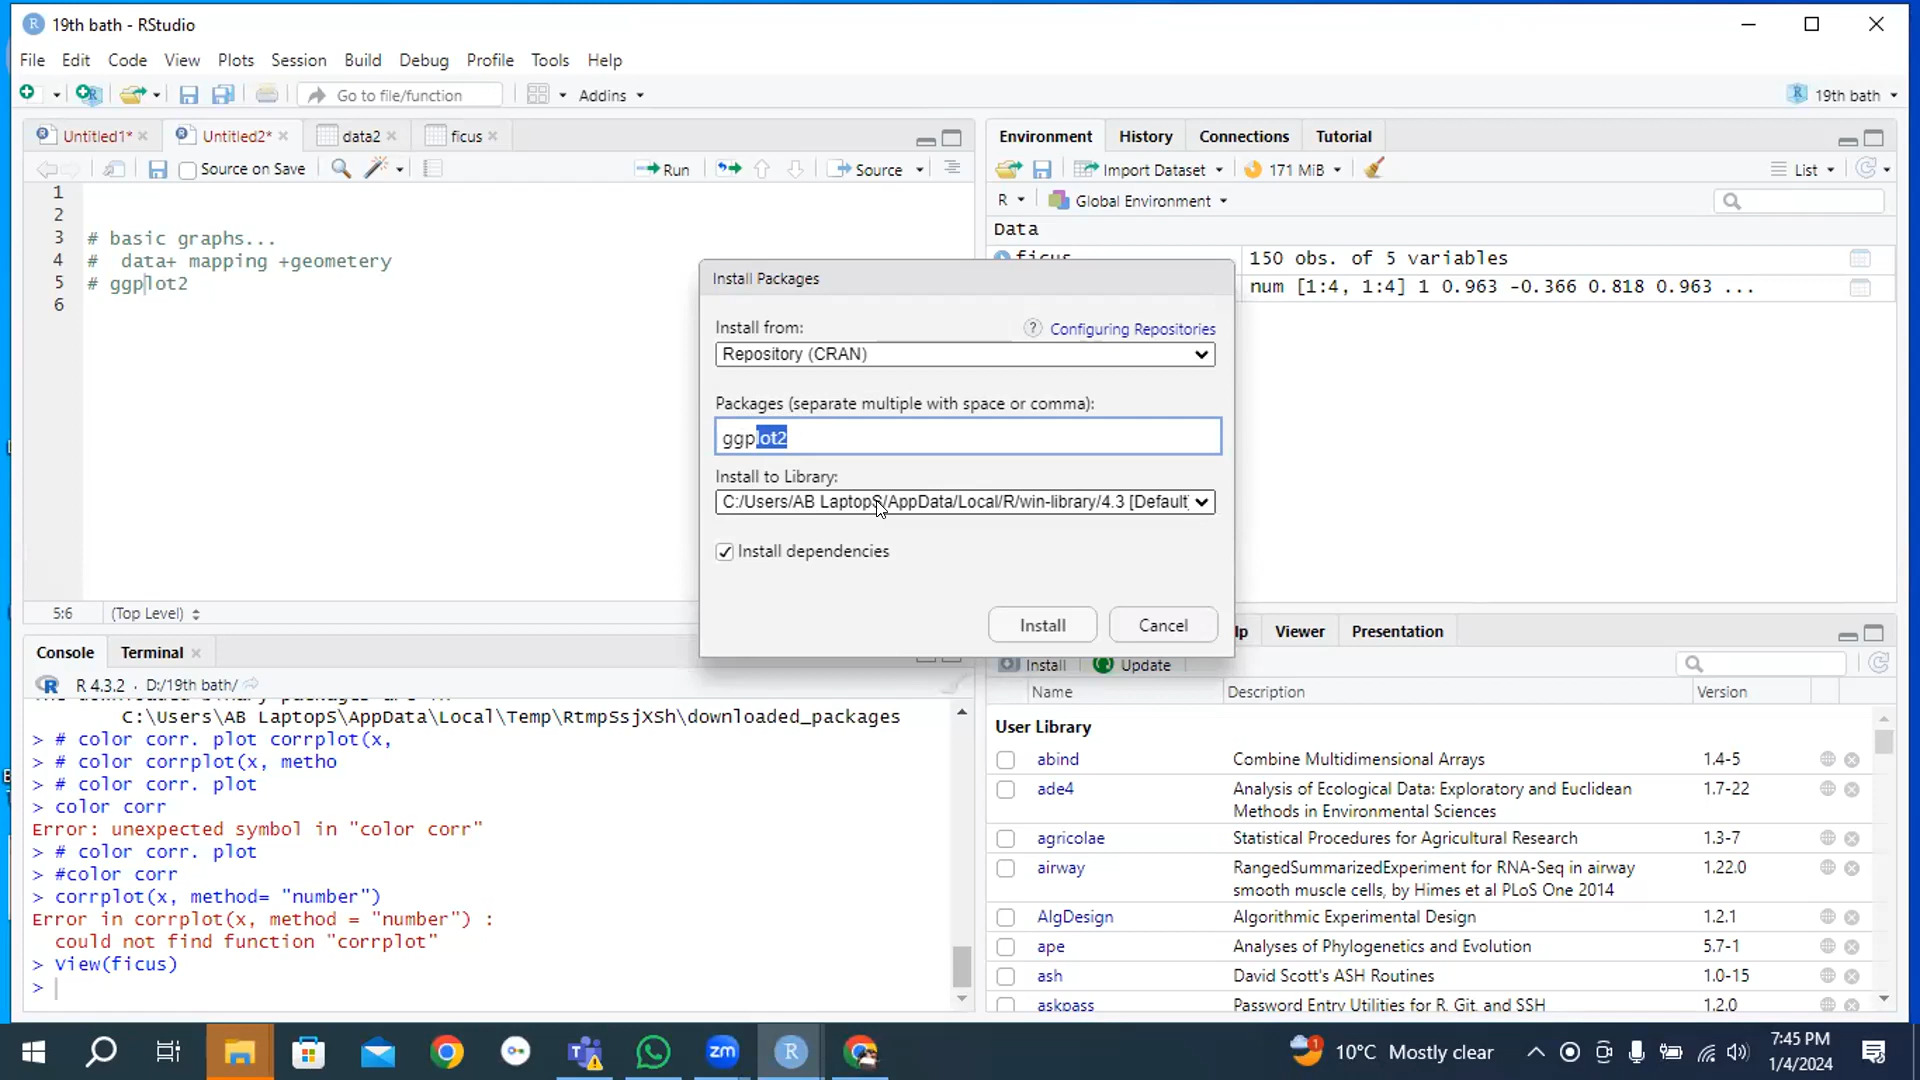 19th bath - RStudio
File Edit Code View Plots Session Build Debug Profile Tools Help
Go to file/function Addins 19th bath
Untitled1* Untitled2* data2 ficus
Source on Save Run Source
1
2
3 # basic graphs...
4 # data+ mapping +geometery
5 # ggplot2
6
5:6 (Top Level)
Environment History Connections Tutorial
Import Dataset 171 MiB List
R Global Environment
Data
ficus 150 obs. of 5 variables
num [1:4, 1:4] 1 0.963 -0.366 0.818 0.963 ...
Install Packages
Install from: ? Configuring Repositories
Repository (CRAN)
Packages (separate multiple with space or comma):
ggplot2
Install to Library:
C:/Users/AB LaptopS/AppData/Local/R/win-library/4.3 [Default]
Install dependencies
Install Cancel
Console Terminal
R 4.3.2 · D:/19th bath/
The downloaded binary packages are in
C:\Users\AB LaptopS\AppData\Local\Temp\RtmpSsjXSh\downloaded_packages
> # color corr. plot corrplot(x,
> # color corrplot(x, metho
> # color corr. plot
> color corr
Error: unexpected symbol in "color corr"
> # color corr. plot
> #color corr
> corrplot(x, method= "number")
Error in corrplot(x, method = "number") :
could not find function "corrplot"
> View(ficus)
>
lp Viewer Presentation
Install Update
Name Description Version
User Library
abind Combine Multidimensional Arrays 1.4-5
ade4 Analysis of Ecological Data: Exploratory and Euclidean 1.7-22
Methods in Environmental Sciences
agricolae Statistical Procedures for Agricultural Research 1.3-7
airway RangedSummarizedExperiment for RNA-Seq in airway 1.22.0
smooth muscle cells, by Himes et al PLoS One 2014
AlgDesign Algorithmic Experimental Design 1.2.1
ape Analyses of Phylogenetics and Evolution 5.7-1
ash David Scott's ASH Routines 1.0-15
askpass Password Entry Utilities for R, Git, and SSH 1.2.0
zm R 10°C Mostly clear 7:45 PM
1/4/2024